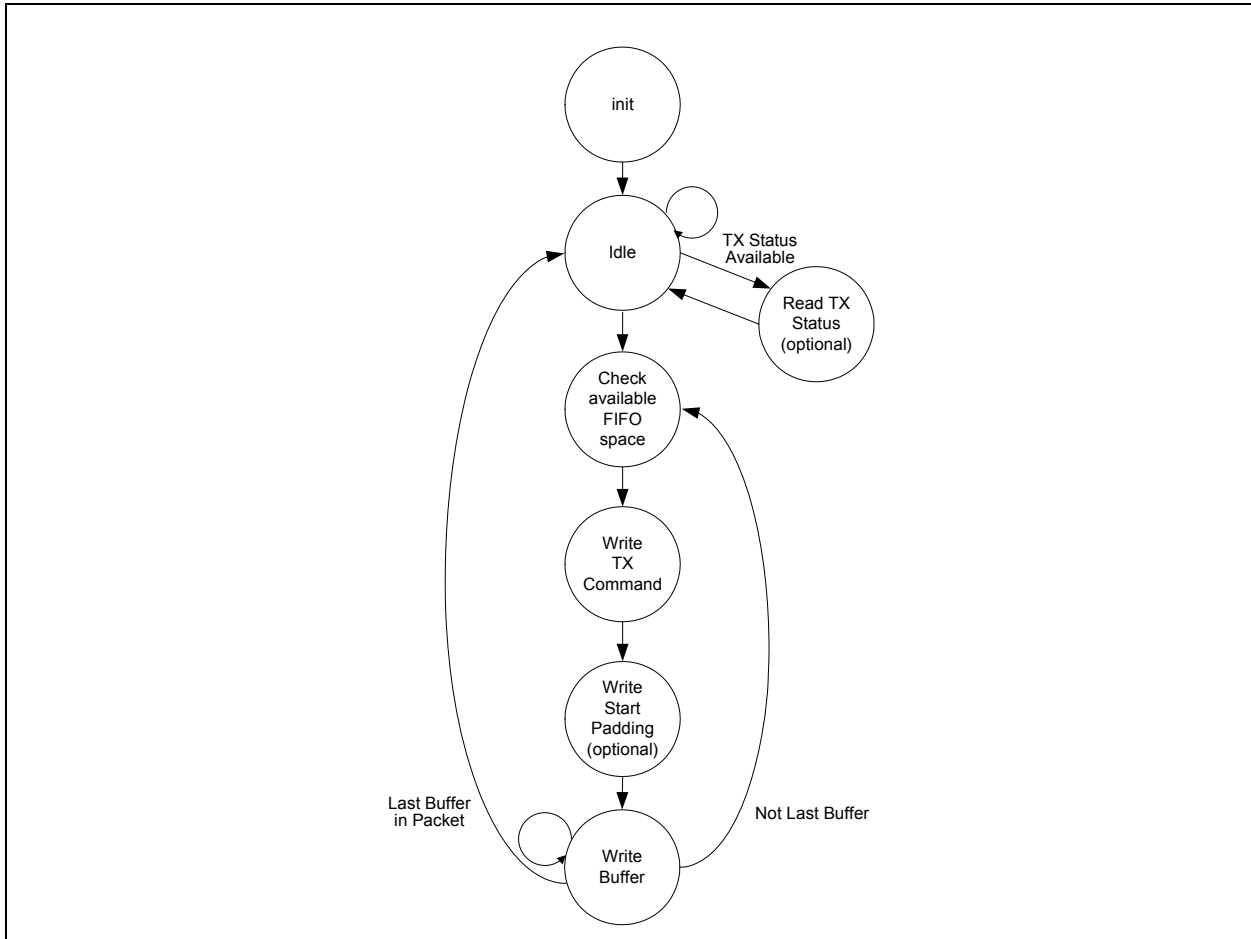 init
Idle
TX Status
Available
Read TX
Status
(optional)
Check
available
FIFO
space
Write
TX
Command
Write
Start
Padding
(optional)
Last Buffer
in Packet
Not Last Buffer
Write
Buffer